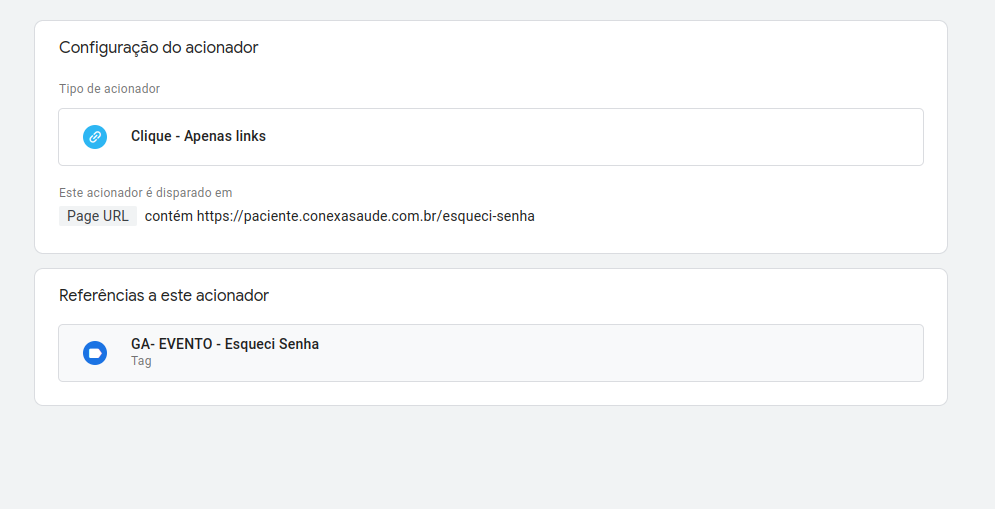 Configuração do acionador
Tipo de acionador
Clique - Apenas links
Este acionador é disparado em
Page URL contém https://paciente.conexasaude.com.br/esqueci-senha
Referências a este acionador
GA- EVENTO - Esqueci Senha
Tag